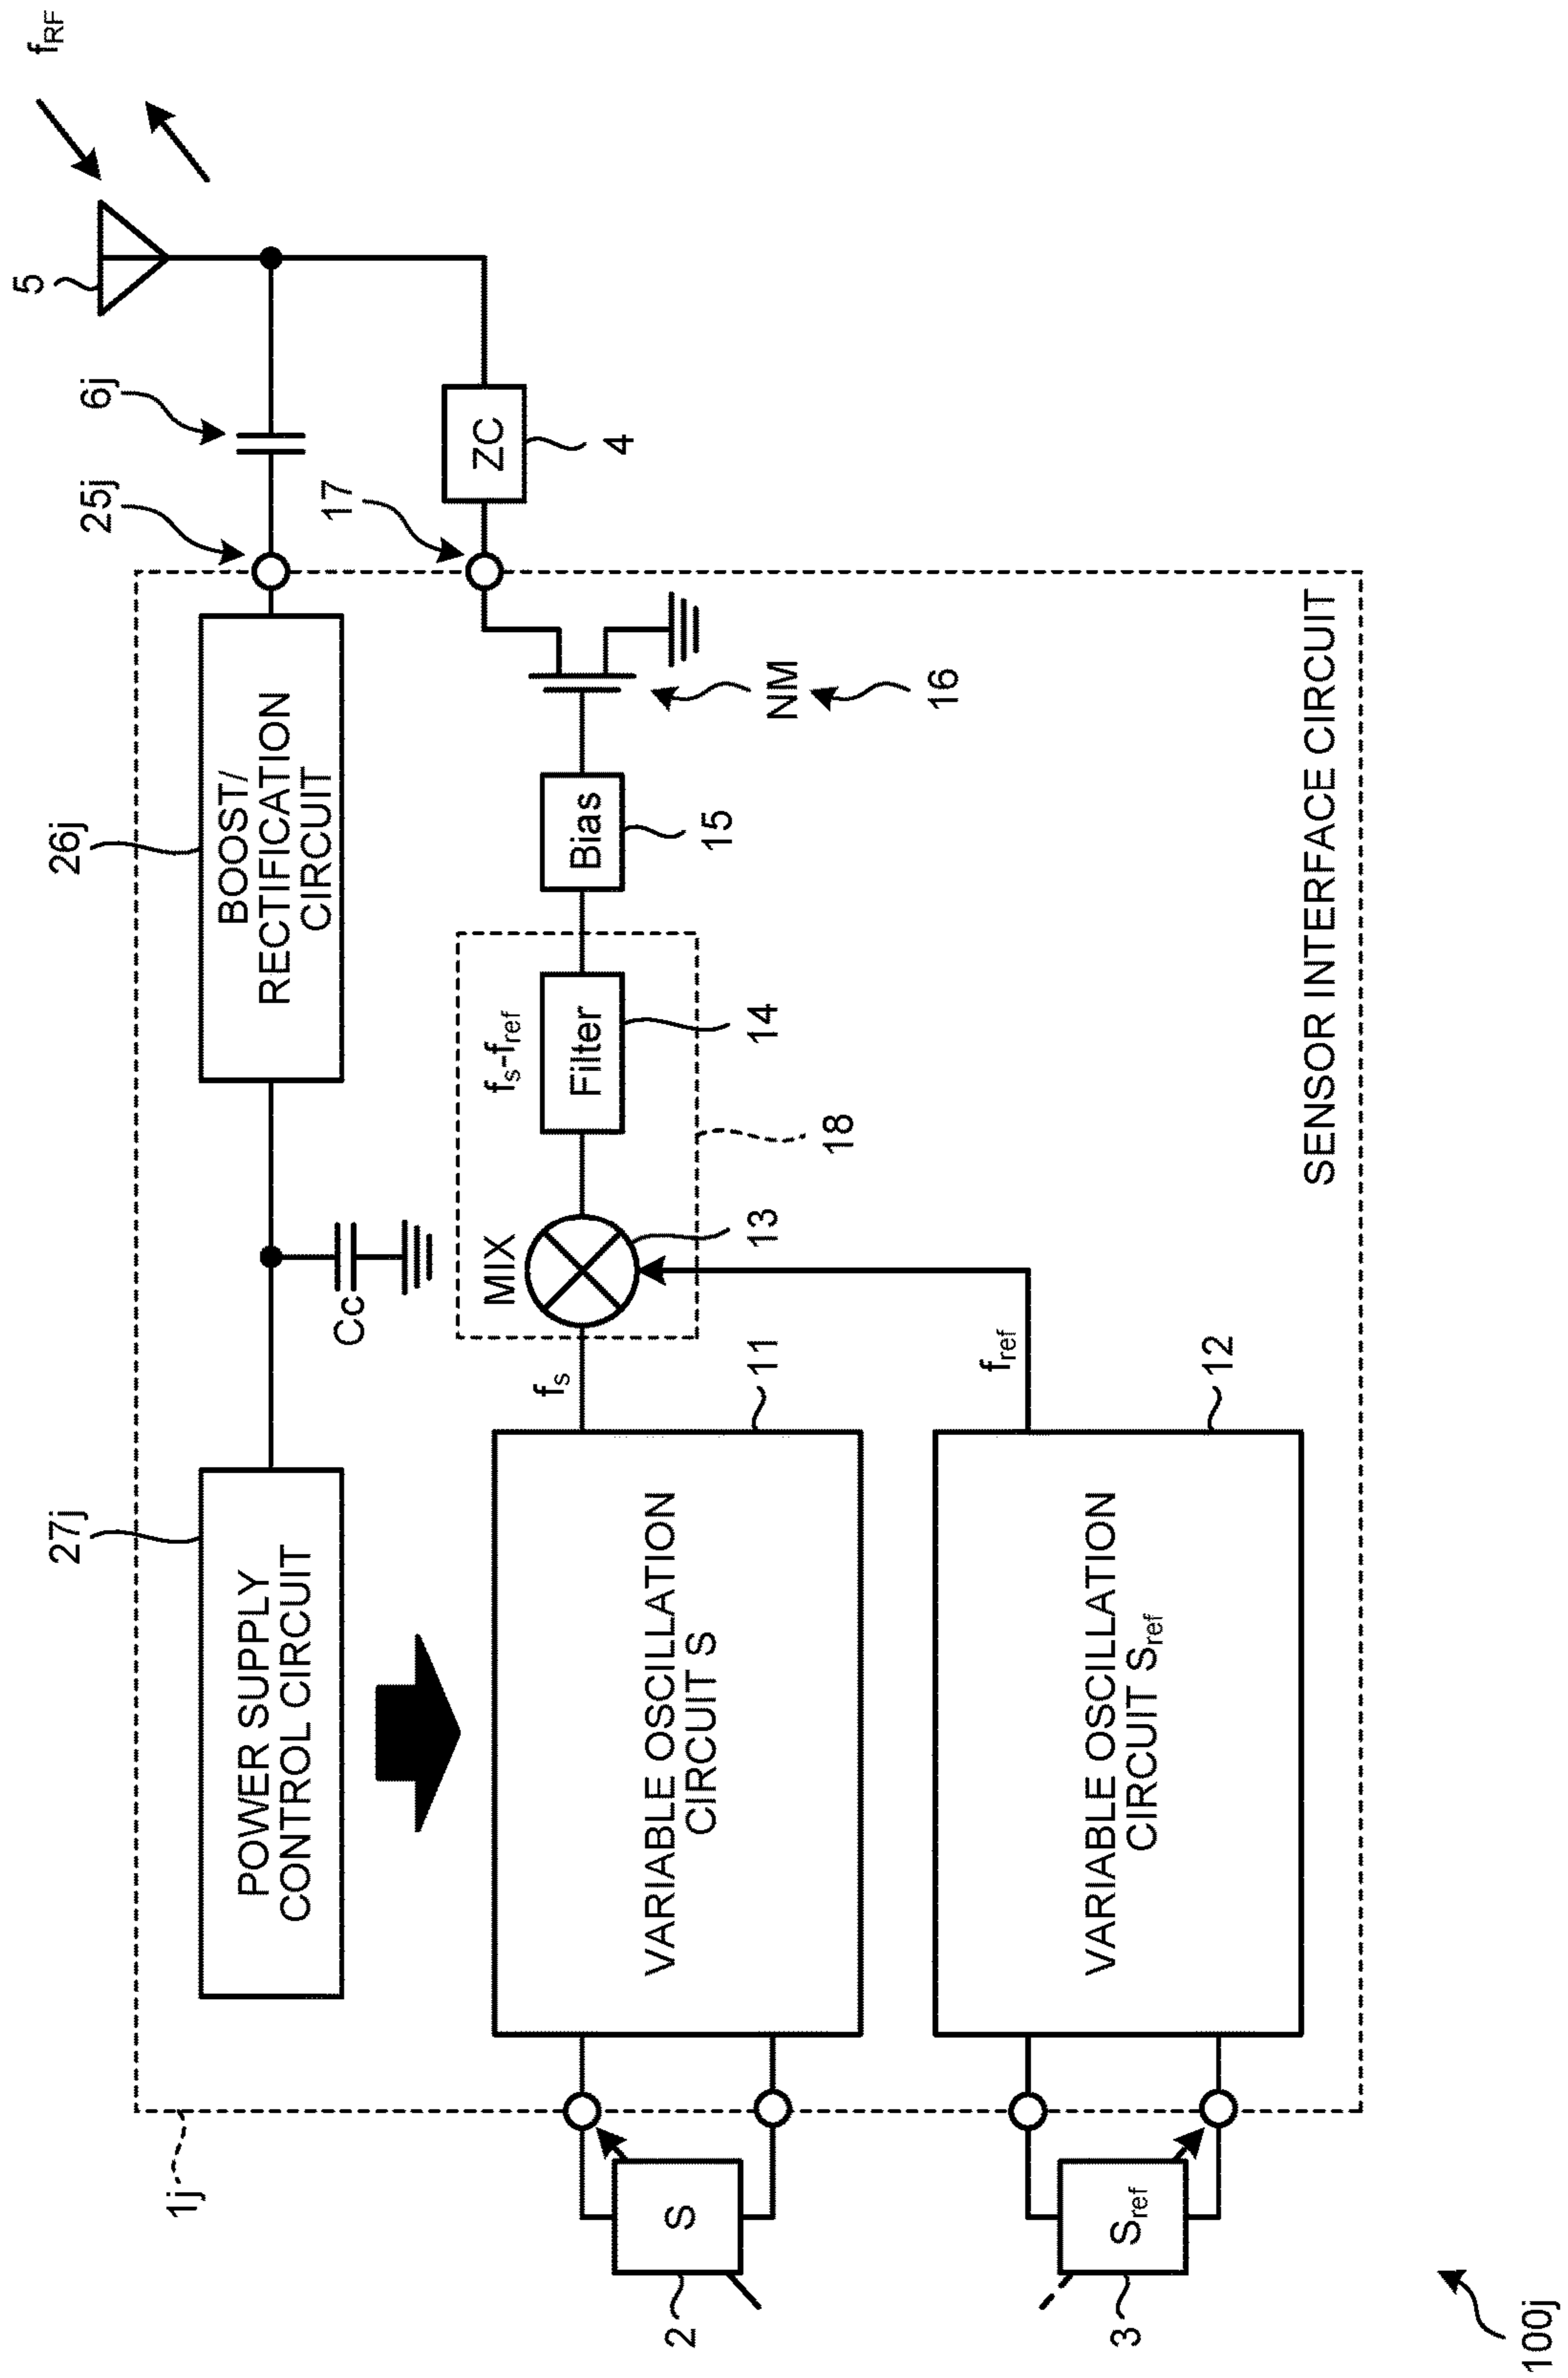 f_RF
5
6j
25j
17
ZC
4
26j
BOOST/
RECTIFICATION
CIRCUIT
NM
16
Bias
15
f_s-f_ref
Filter
14
18
MIX
13
Cc
27j
POWER SUPPLY
CONTROL CIRCUIT
f_s
11
VARIABLE OSCILLATION
CIRCUIT S
f_ref
12
VARIABLE OSCILLATION
CIRCUIT S_ref
SENSOR INTERFACE CIRCUIT
1j
S
2
S_ref
3
100j